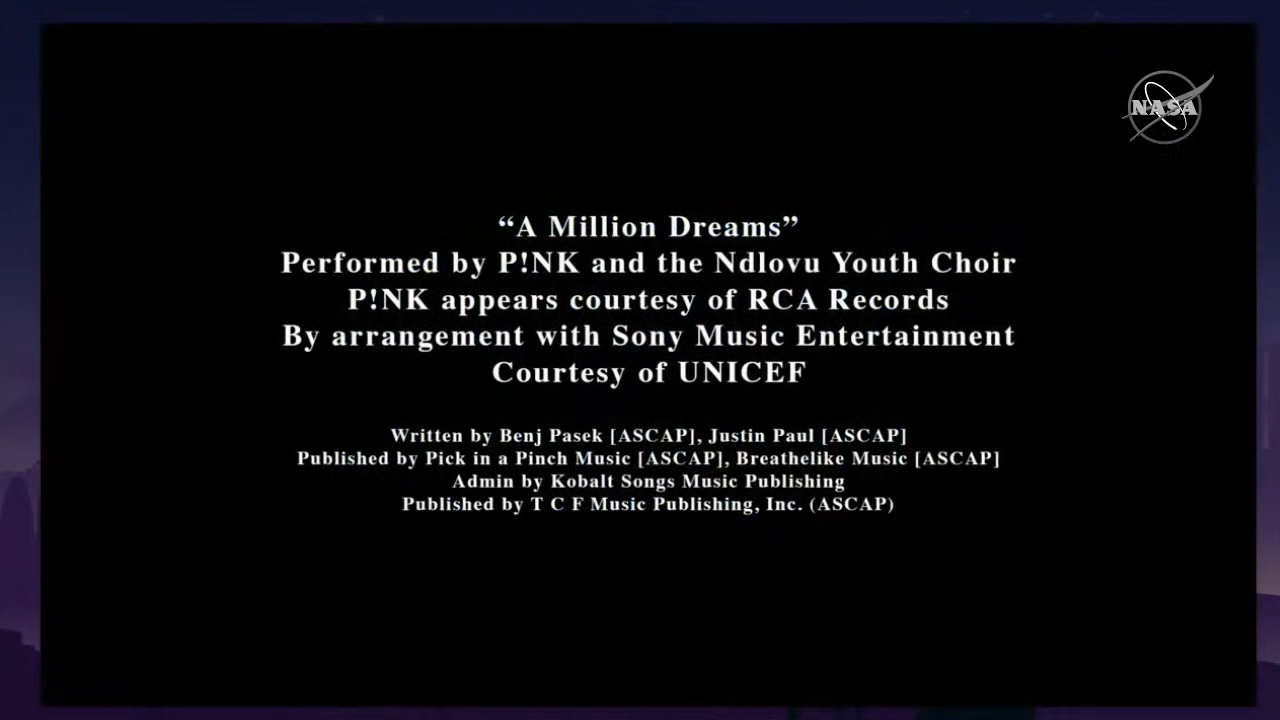 NASA
“A Million Dreams”
Performed by P!NK and the Ndlovu Youth Choir
P!NK appears courtesy of RCA Records
By arrangement with Sony Music Entertainment
Courtesy of UNICEF
Written by Benj Pasek [ASCAP], Justin Paul [ASCAP]
Published by Pick in a Pinch Music [ASCAP], Breathelike Music [ASCAP]
Admin by Kobalt Songs Music Publishing
Published by T C F Music Publishing, Inc. (ASCAP)